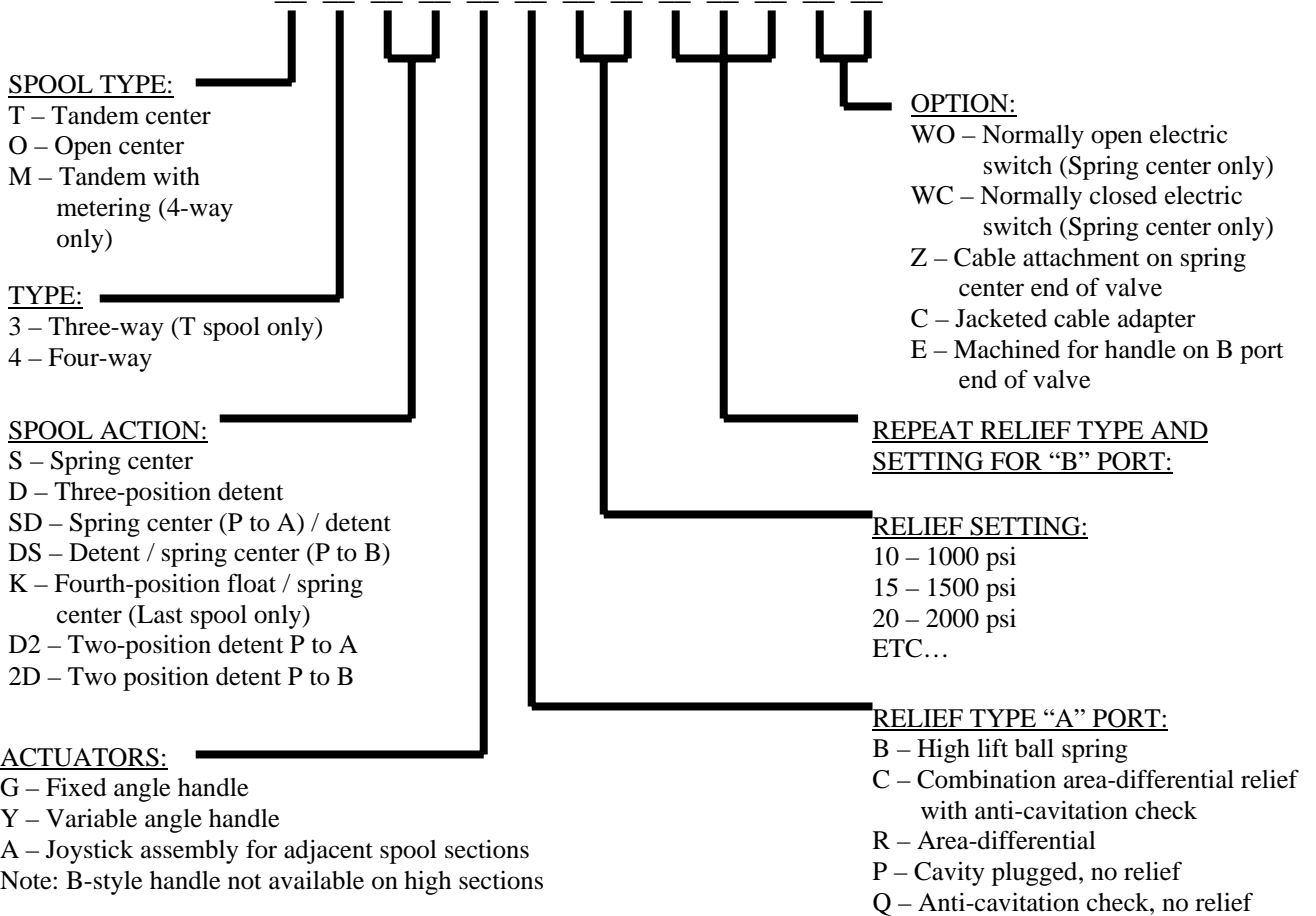 SPOOL TYPE:
T – Tandem center
O – Open center
M – Tandem with
metering (4-way
only)
TYPE:
3 – Three-way (T spool only)
4 – Four-way
SPOOL ACTION:
S – Spring center
D – Three-position detent
SD – Spring center (P to A) / detent
DS – Detent / spring center (P to B)
K – Fourth-position float / spring
center (Last spool only)
D2 – Two-position detent P to A
2D – Two position detent P to B
ACTUATORS:
G – Fixed angle handle
Y – Variable angle handle
A – Joystick assembly for adjacent spool sections
Note: B-style handle not available on high sections
OPTION:
WO – Normally open electric
switch (Spring center only)
WC – Normally closed electric
switch (Spring center only)
Z – Cable attachment on spring
center end of valve
C – Jacketed cable adapter
E – Machined for handle on B port
end of valve
REPEAT RELIEF TYPE AND
SETTING FOR “B” PORT:
RELIEF SETTING:
10 – 1000 psi
15 – 1500 psi
20 – 2000 psi
ETC…
RELIEF TYPE “A” PORT:
B – High lift ball spring
C – Combination area-differential relief
with anti-cavitation check
R – Area-differential
P – Cavity plugged, no relief
Q – Anti-cavitation check, no relief